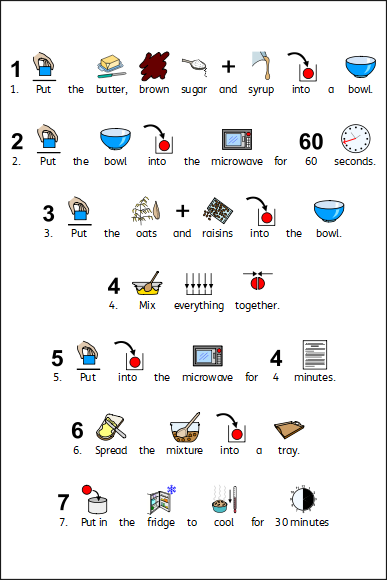 1 +
1. Put the butter, brown sugar and syrup into a bowl.
2 60
2. Put the bowl into the microwave for 60 seconds.
3 +
3. Put the oats and raisins into the bowl.
4
4. Mix everything together.
5 4
5. Put into the microwave for 4 minutes.
6
6. Spread the mixture into a tray.
7
7. Put in the fridge to cool for 30 minutes